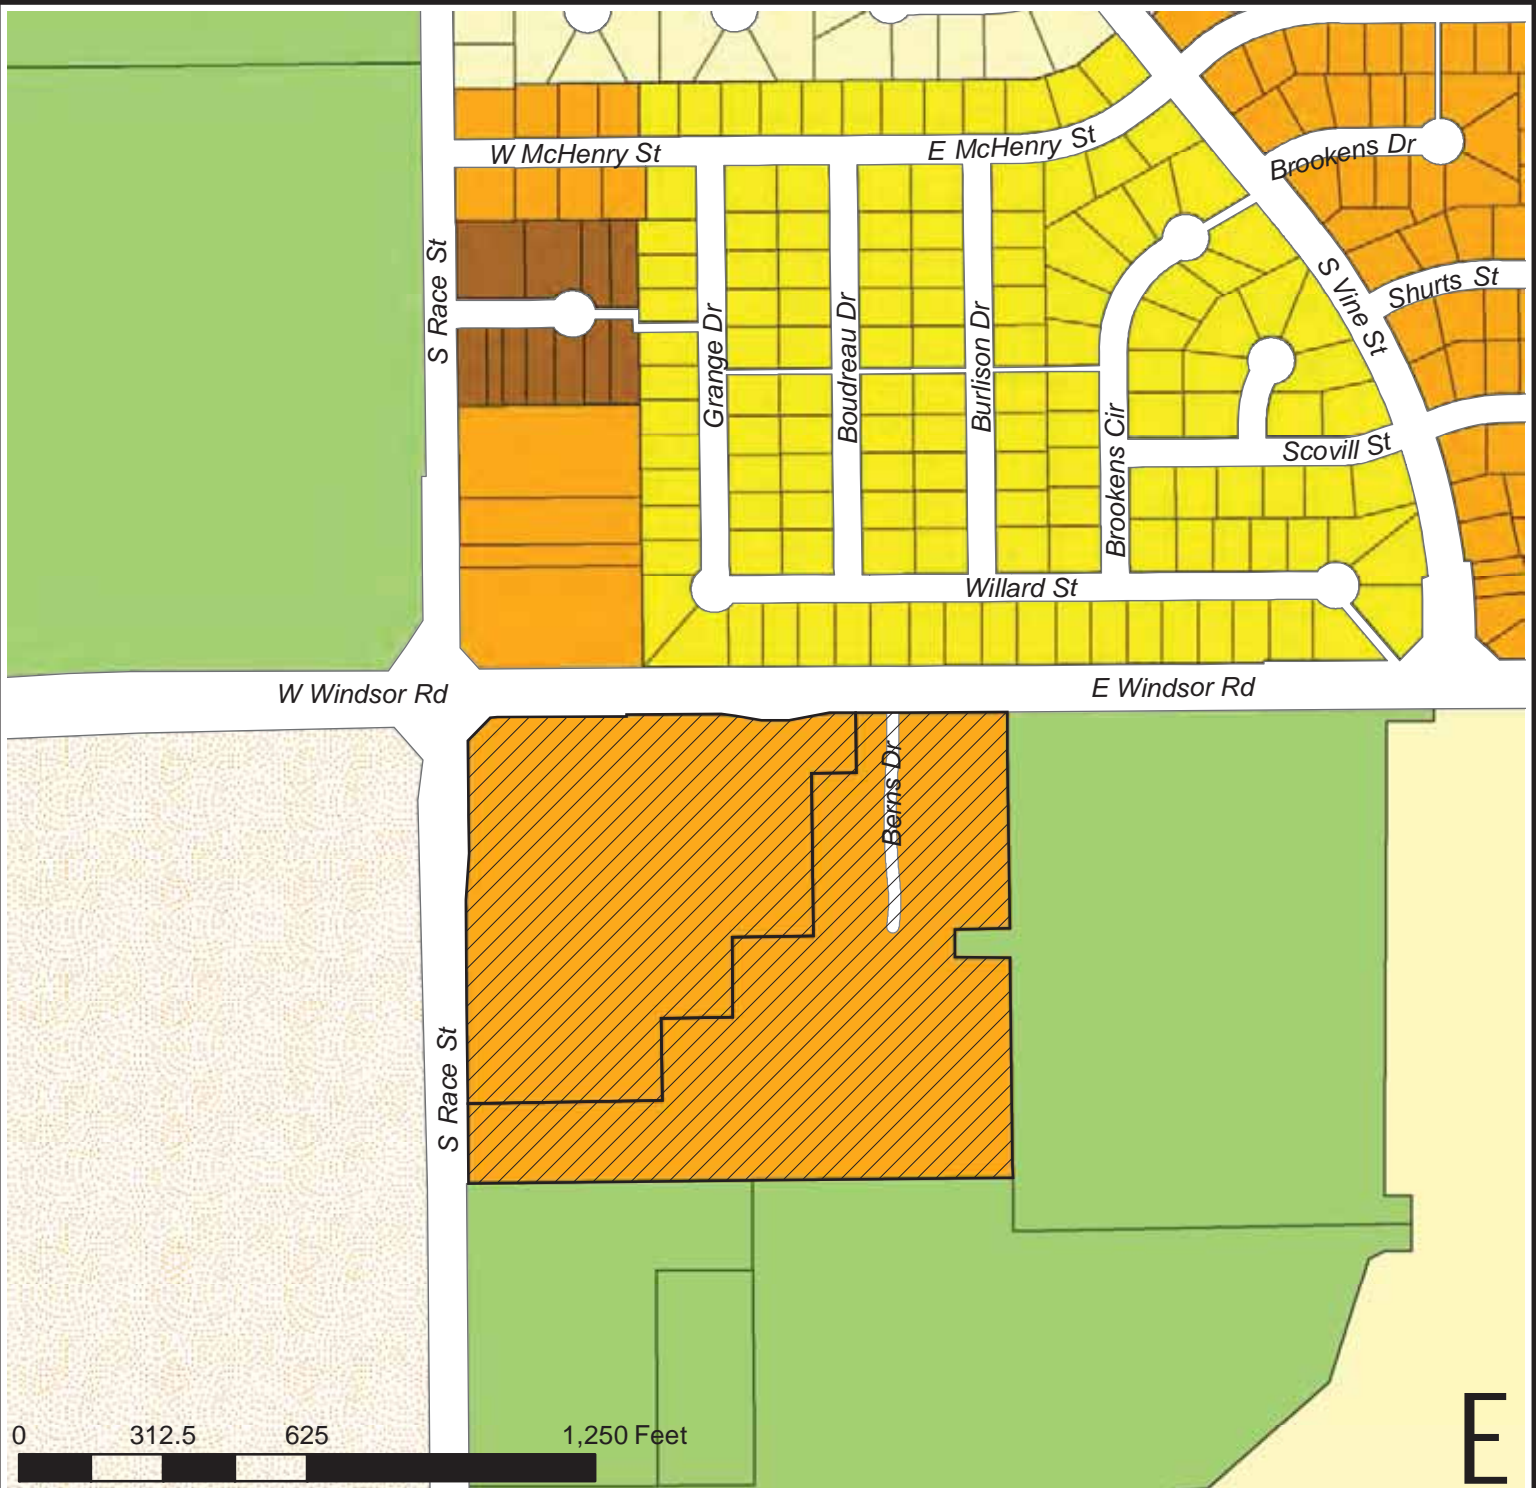 W McHenry St
E McHenry St
Brookens Dr
S Race St
Grange Dr
Boudreau Dr
Burlison Dr
Brookens Cir
S Vine St
Shurts St
Scovill St
Willard St
W Windsor Rd
E Windsor Rd
Berns Dr
S Race St
0 312.5 625 1,250 Feet
E